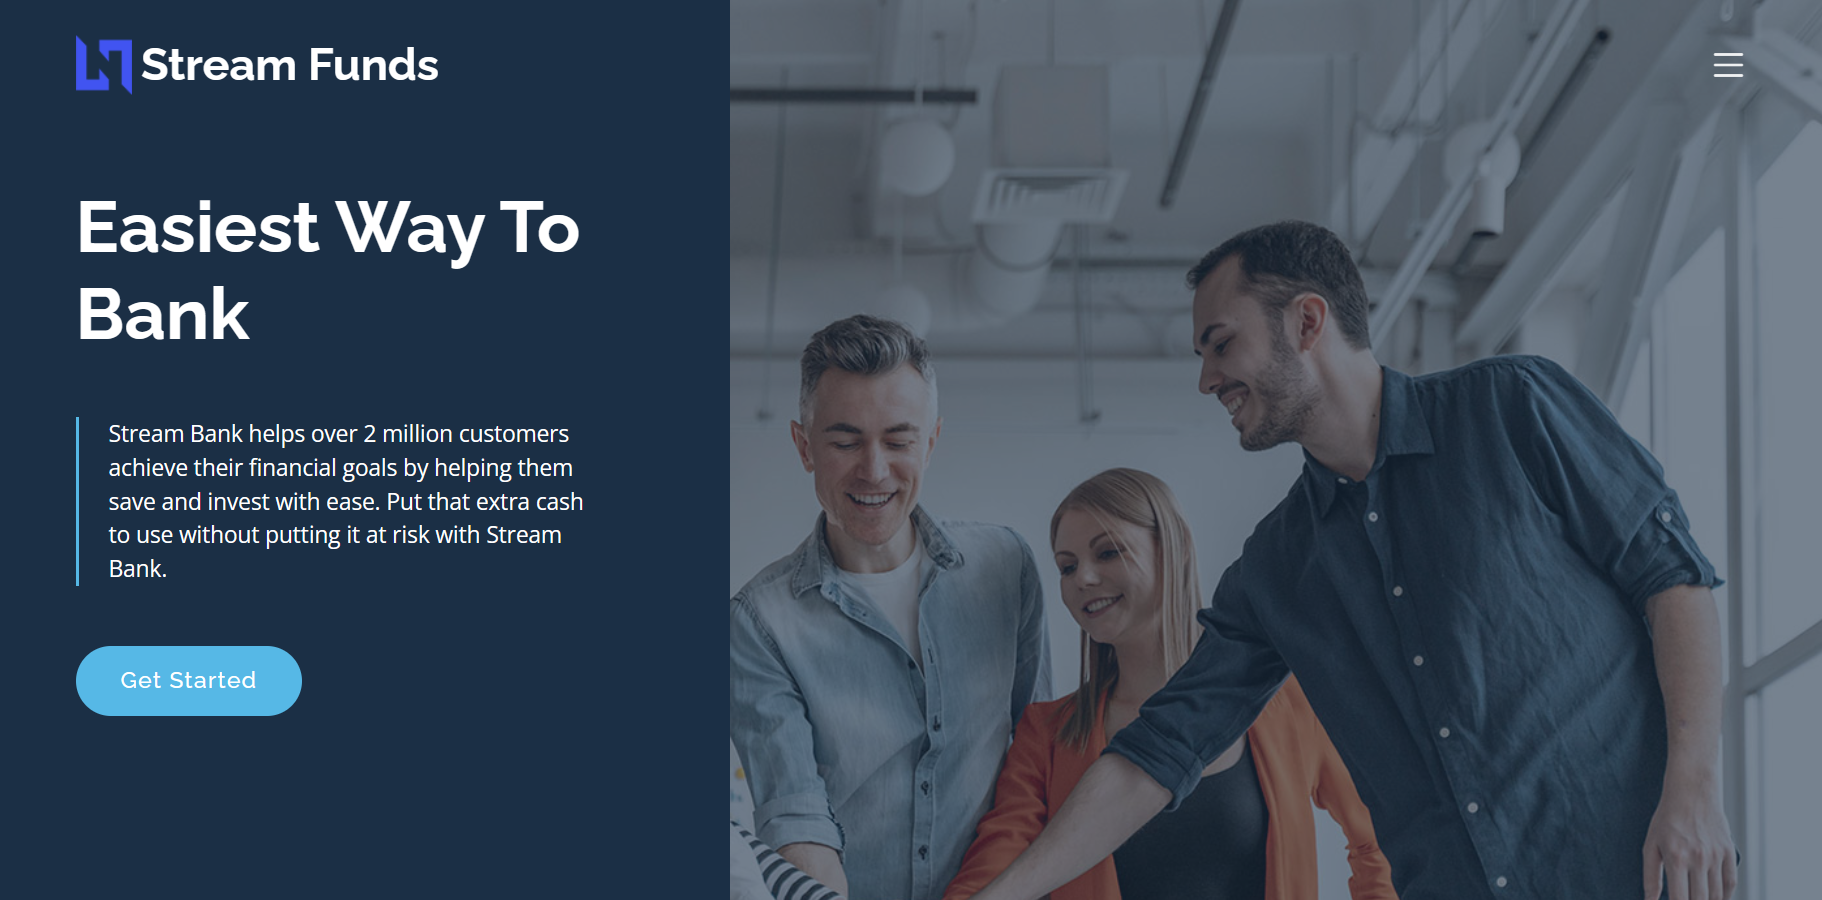 Stream Funds
Easiest Way To
Bank
Stream Bank helps over 2 million customers
achieve their financial goals by helping them
save and invest with ease. Put that extra cash
to use without putting it at risk with Stream
Bank.
Get Started